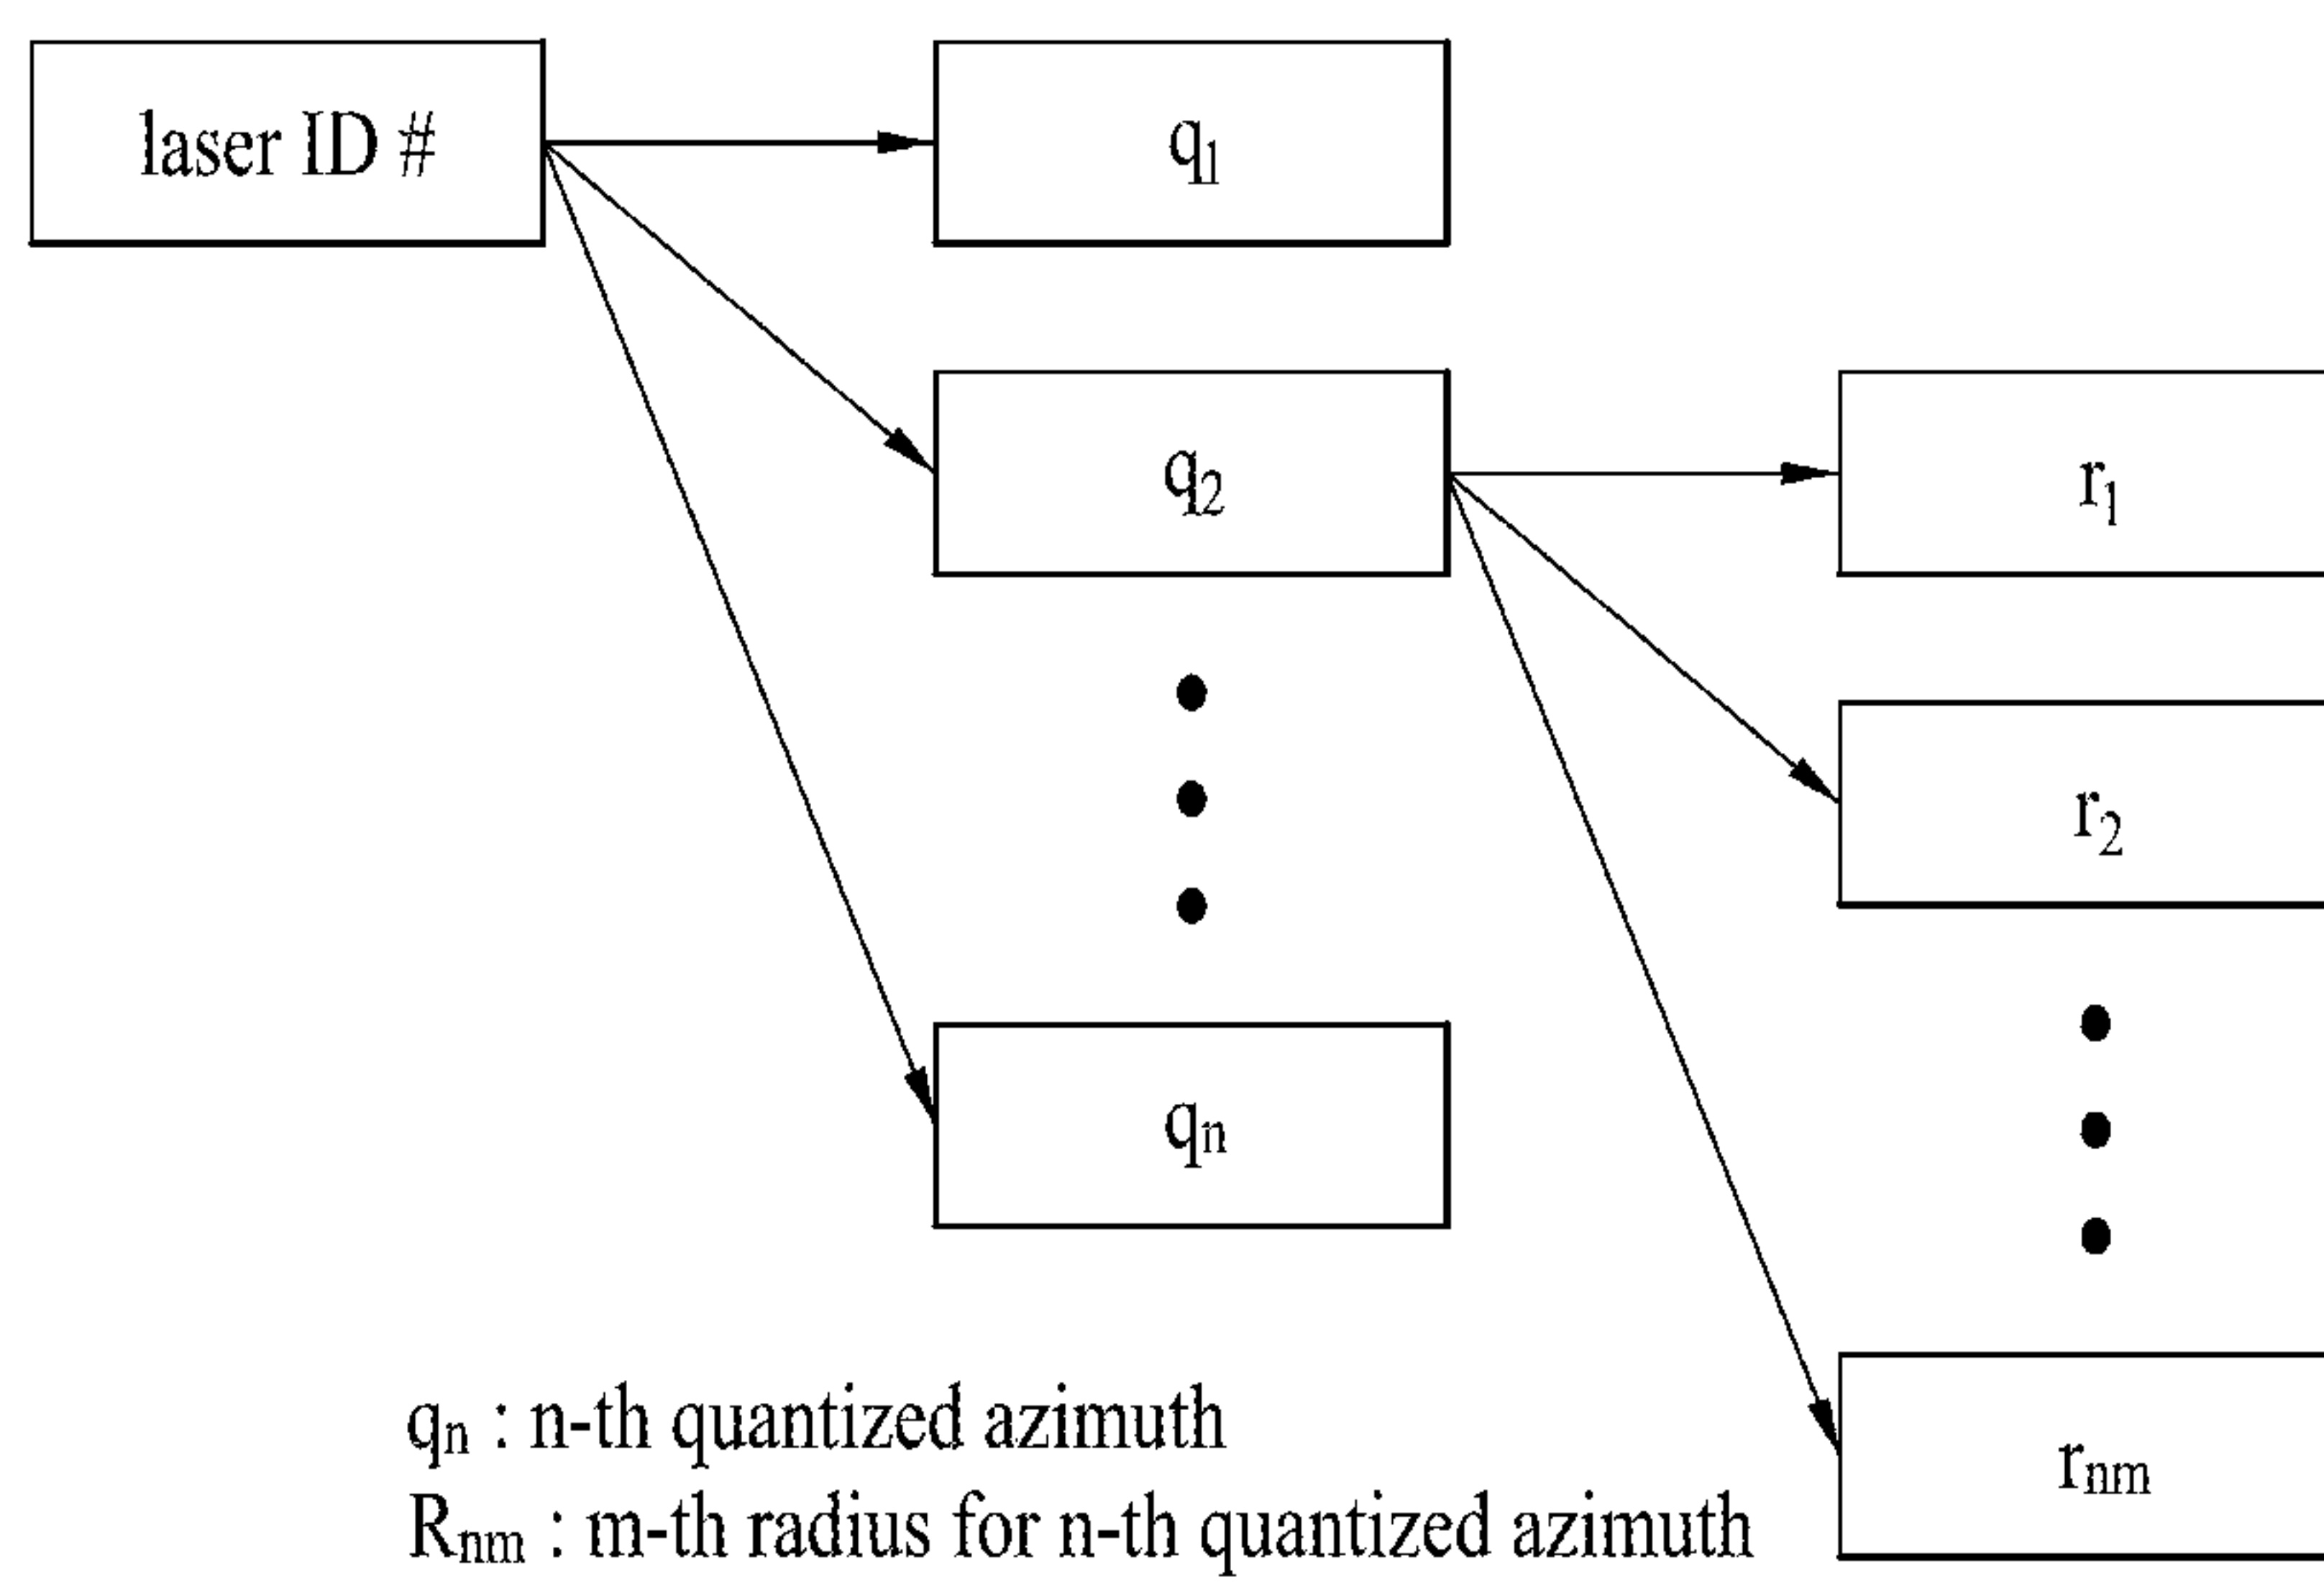 laser ID #
q1
q2
r1
r2
qn
rnm
qn : n-th quantized azimuth
Rnm : m-th radius for n-th quantized azimuth